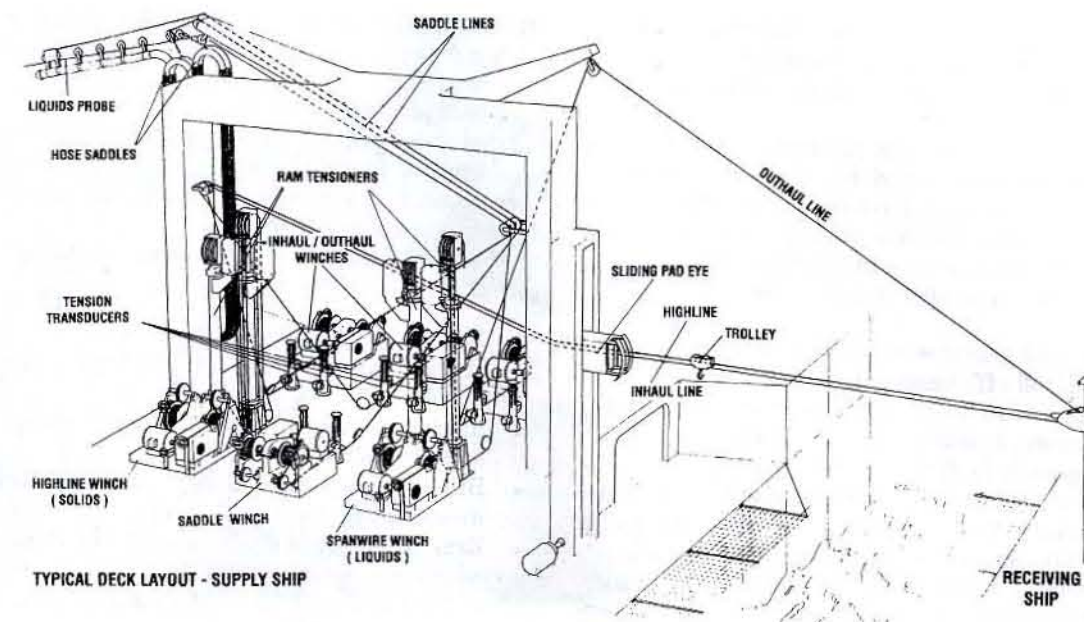 SADDLE LINES
LIQUIDS PROBE
HOSE SADDLES
RAM TENSIONERS
OUTHAUL LINE
INHAUL / OUTHAUL
WINCHES
SLIDING PAD EYE
HIGHLINE
TENSION
TRANSDUCERS
TROLLEY
INHAUL LINE
HIGHLINE WINCH
( SOLIDS )
SADDLE WINCH
SPANWIRE WINCH
( LIQUIDS )
TYPICAL DECK LAYOUT - SUPPLY SHIP
RECEIVING
SHIP